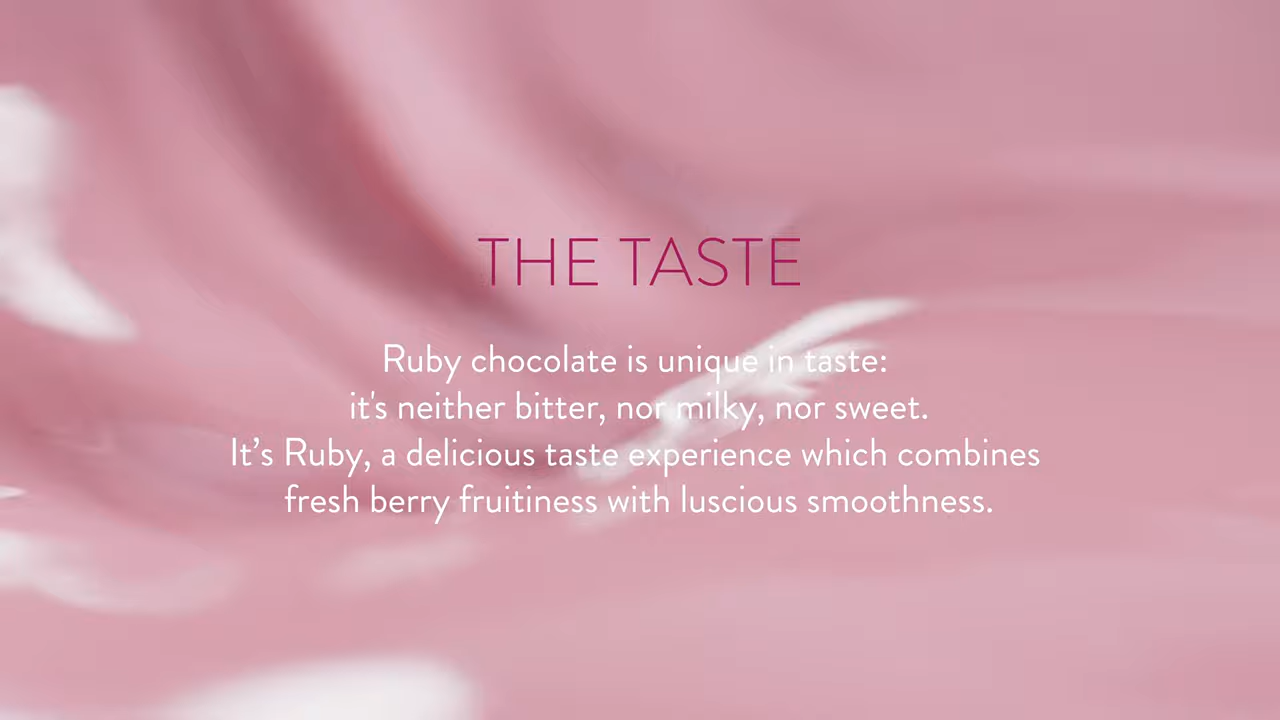 THE TASTE
Ruby chocolate is unique in taste:
it's neither bitter, nor milky, nor sweet.
It’s Ruby, a delicious taste experience which combines
fresh berry fruitiness with luscious smoothness.